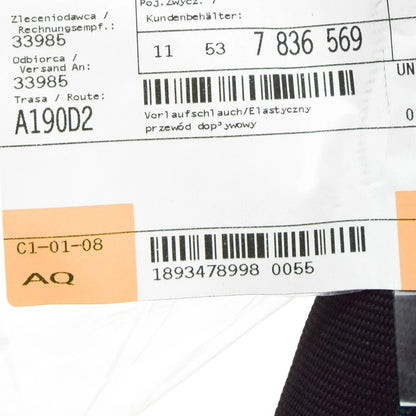 Zleceniodawca /
Rechnungsempf.:
33985
Odbiorca /
Versand An:
33985
Trasa / Route:
A190D2
Poj.Zwycz. /
Kundenbehälter:
11 53 7 836 569
Vorlaufschlauch/Elastyczny
przewód dop³ywowy
UN
0
C1-01-08
AQ
1893478998 0055